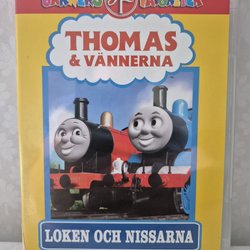 THOMAS
& VÄNNERNA
LOKEN OCH NISSARNA